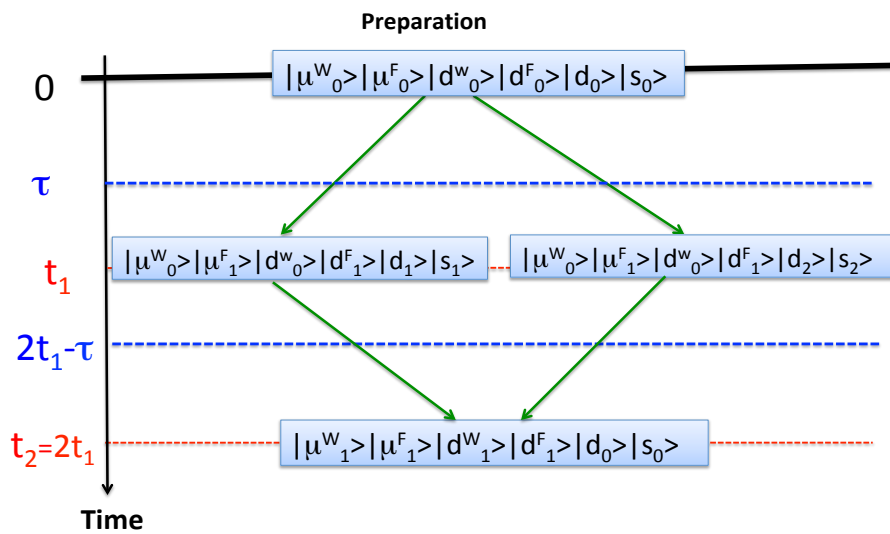 Preparation
0
|μᵂ₀>|μᶠ₀>|dʷ₀>|dᶠ₀>|d₀>|s₀>
τ
t₁
|μᵂ₀>|μᶠ₁>|dʷ₀>|dᶠ₁>|d₁>|s₁>
|μᵂ₀>|μᶠ₁>|dʷ₀>|dᶠ₁>|d₂>|s₂>
2t₁-τ
t₂=2t₁
|μᵂ₁>|μᶠ₁>|dᵂ₁>|dᶠ₁>|d₀>|s₀>
Time